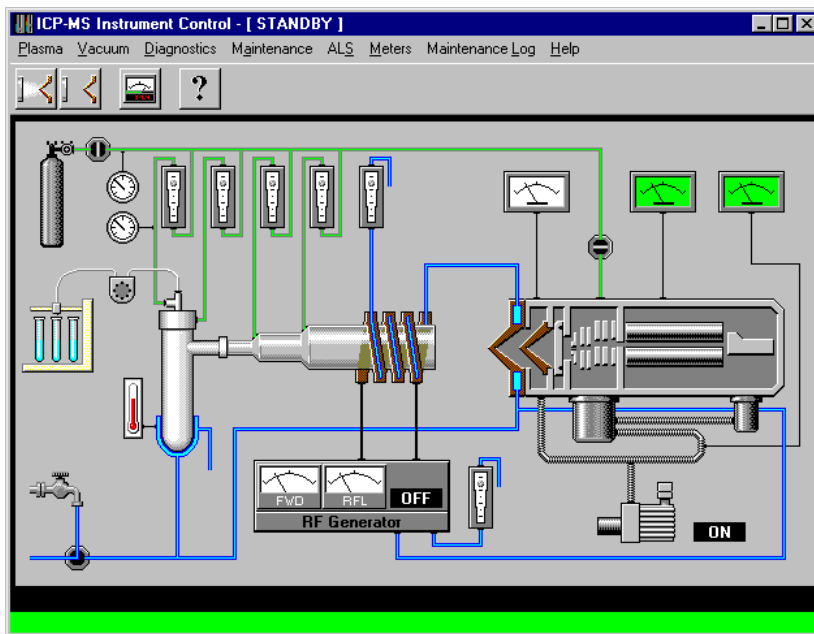 ICP-MS Instrument Control - [ STANDBY ]
Plasma Vacuum Diagnostics Maintenance ALS Meters Maintenance Log Help
?
FWD RFL OFF
RF Generator
ON